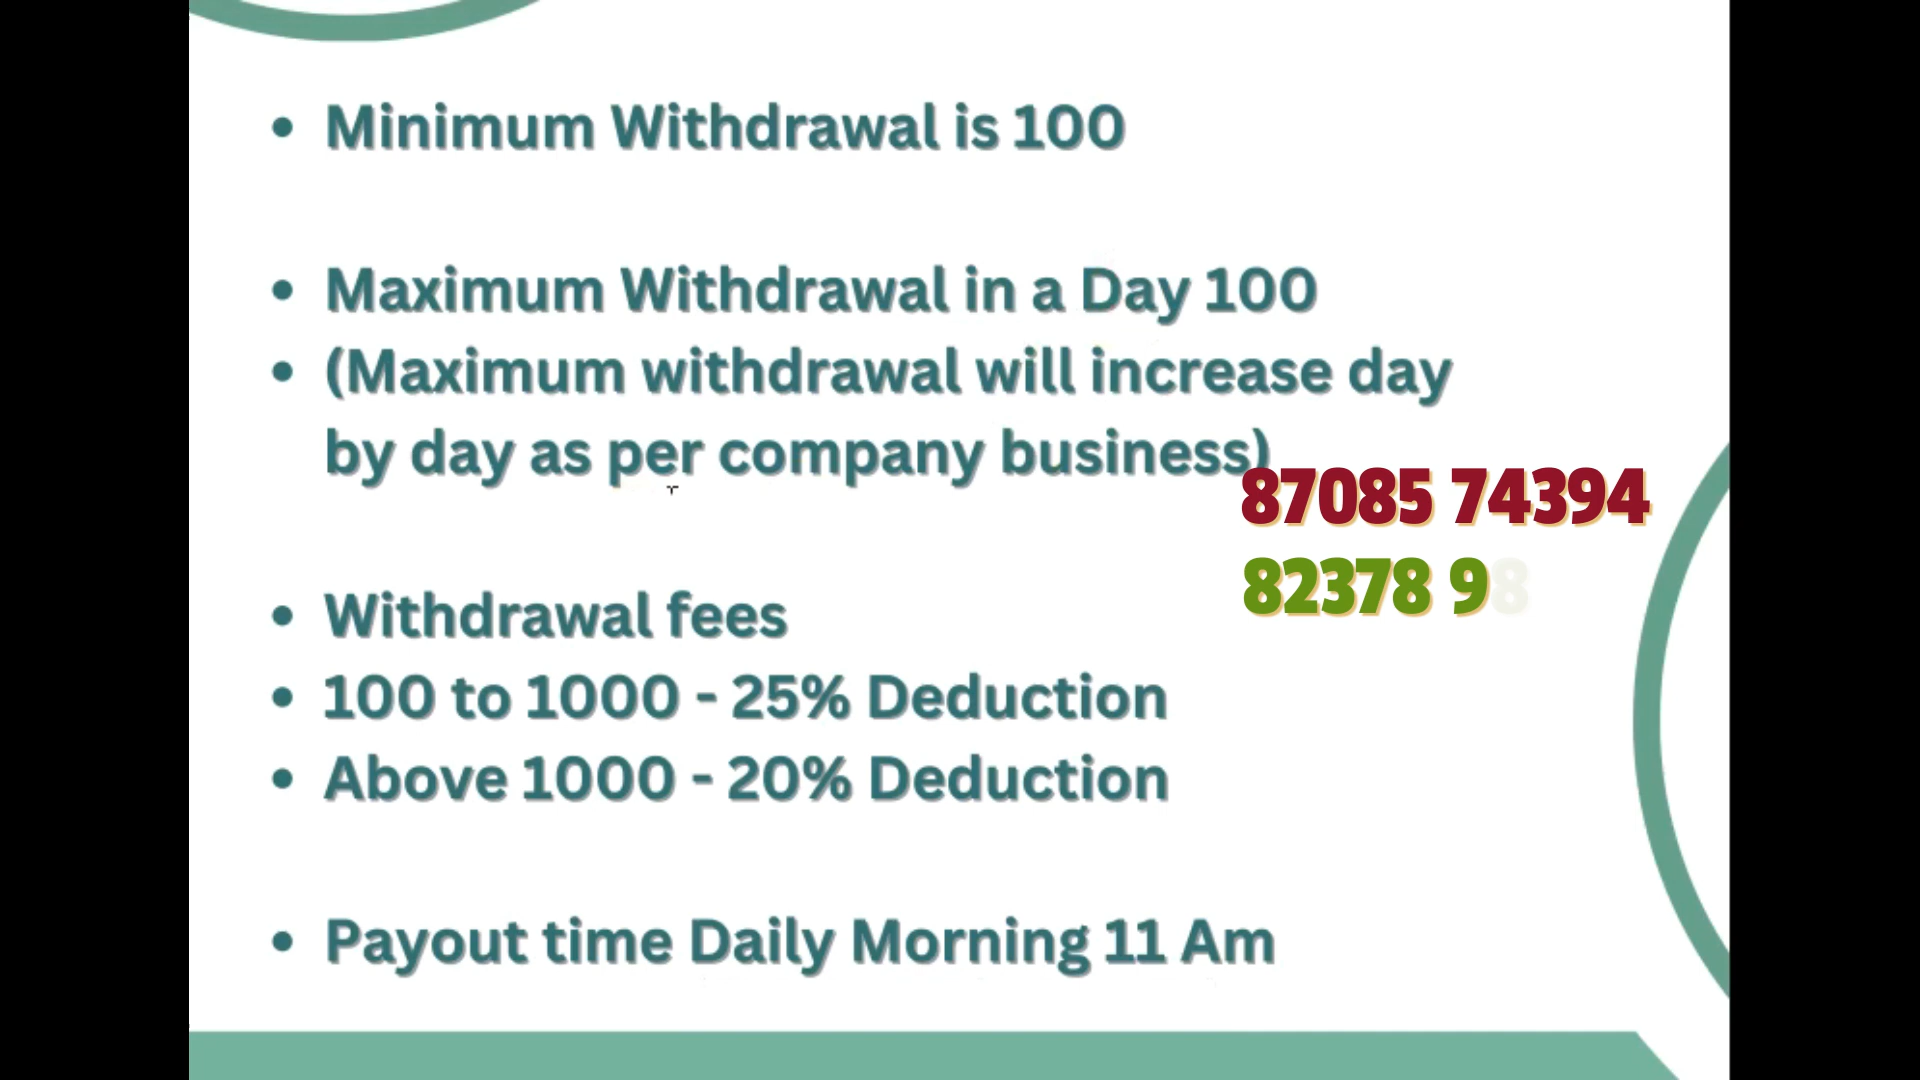 • Minimum Withdrawal is 100
• Maximum Withdrawal in a Day 100
• (Maximum withdrawal will increase day
by day as per company business)
87085 74394
82378 98
• Withdrawal fees
• 100 to 1000 - 25% Deduction
• Above 1000 - 20% Deduction
• Payout time Daily Morning 11 Am